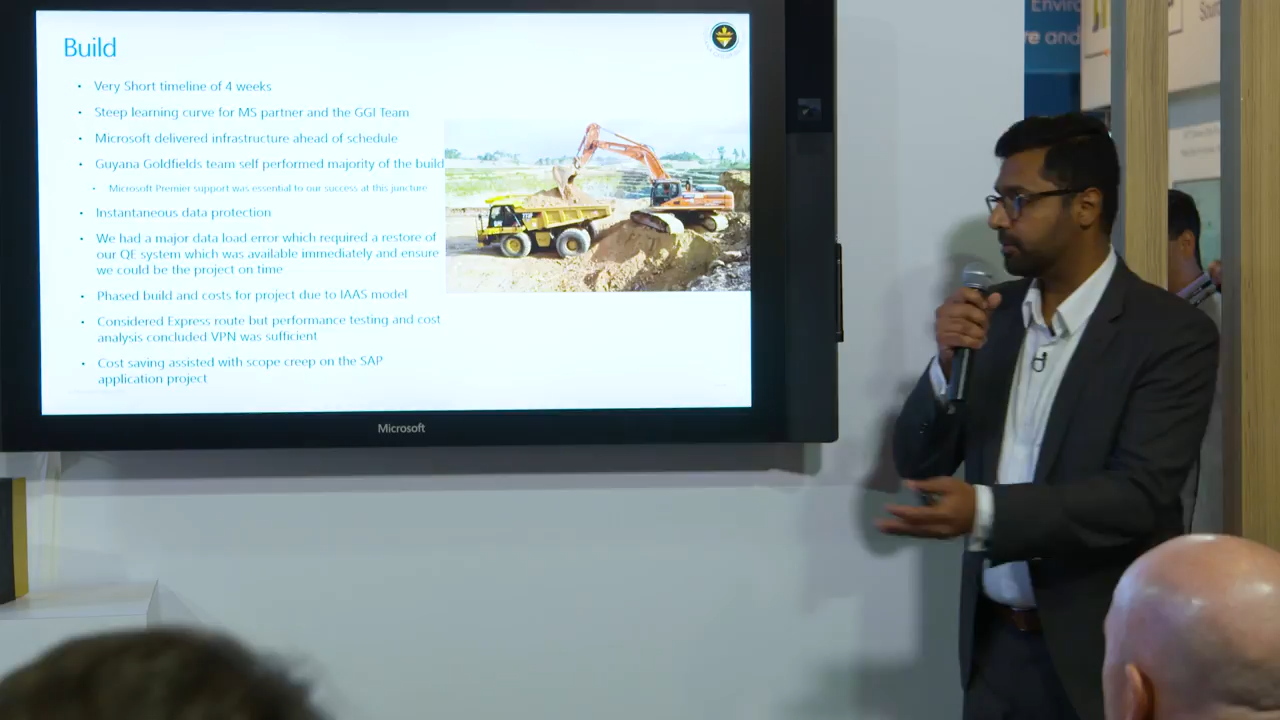 Build
• Very Short timeline of 4 weeks
• Steep learning curve for MS partner and the GGI Team
• Microsoft delivered infrastructure ahead of schedule
• Guyana Goldfields team self performed majority of the build
• Microsoft Premier support was essential to our success at this juncture
• Instantaneous data protection
• We had a major data load error which required a restore of
our QE system which was available immediately and ensure
we could be the project on time
• Phased build and costs for project due to IAAS model
• Considered Express route but performance testing and cost
analysis concluded VPN was sufficient
• Cost saving assisted with scope creep on the SAP
application project
Microsoft
Enviro
re and
South